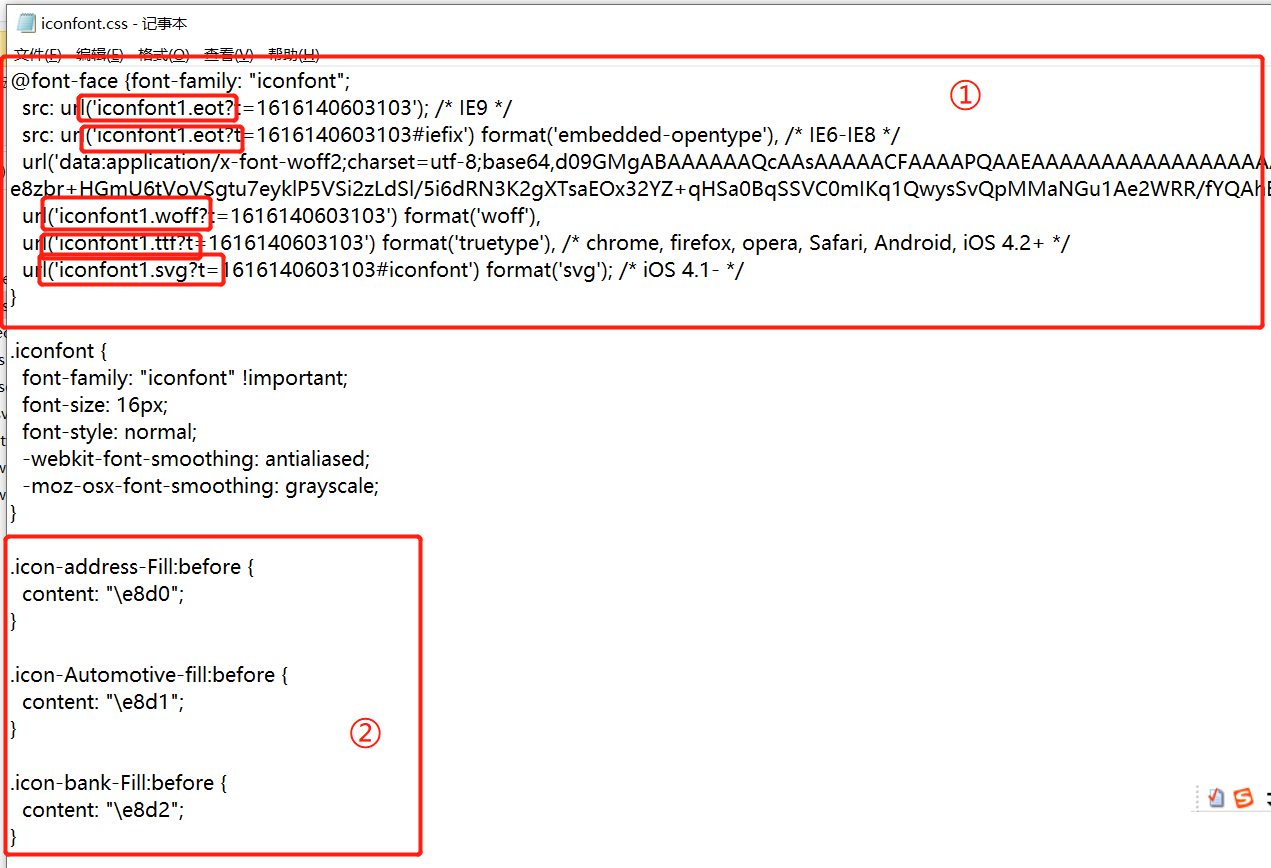 iconfont.css - 记事本
文件(F) 编辑(E) 格式(O) 查看(V) 帮助(H)
@font-face {font-family: "iconfont";
①
src: url('iconfont1.eot?t=1616140603103'); /* IE9 */
src: url('iconfont1.eot?t=1616140603103#iefix') format('embedded-opentype'), /* IE6-IE8 */
url('data:application/x-font-woff2;charset=utf-8;base64,d09GMgABAAAAAAQcAAsAAAAACFAAAAPQAAEAAAAAAAAAAAAAAAAA
e8zbr+HGmU6tVoVSgtu7eyklP5VSi2zLdSl/5i6dRN3K2gXTsaEOx32YZ+qHSa0BqSSVC0mIKq1QwysSvQpMMaNGu1Ae2WRR/fYQAhE
url('iconfont1.woff?t=1616140603103') format('woff'),
url('iconfont1.ttf?t=1616140603103') format('truetype'), /* chrome, firefox, opera, Safari, Android, iOS 4.2+ */
url('iconfont1.svg?t=1616140603103#iconfont') format('svg'); /* iOS 4.1- */
}
.iconfont {
font-family: "iconfont" !important;
font-size: 16px;
font-style: normal;
-webkit-font-smoothing: antialiased;
-moz-osx-font-smoothing: grayscale;
}
.icon-address-Fill:before {
content: "\e8d0";
}
.icon-Automotive-fill:before {
content: "\e8d1";
}
②
.icon-bank-Fill:before {
content: "\e8d2";
}